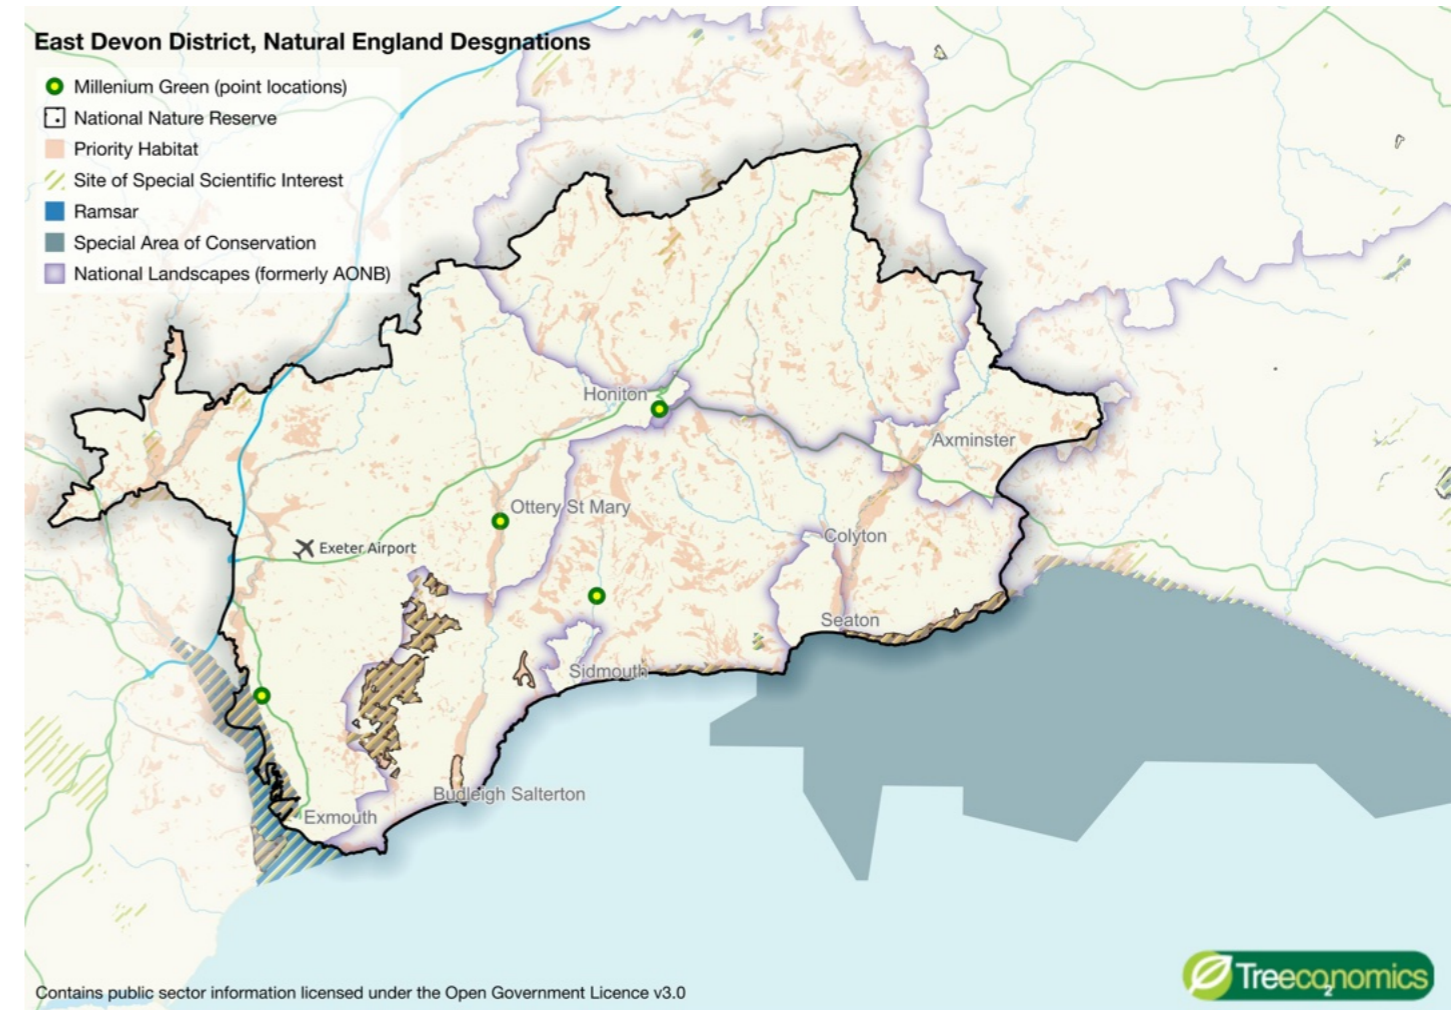 East Devon District, Natural England Desgnations
Millenium Green (point locations)
National Nature Reserve
Priority Habitat
Site of Special Scientific Interest
Ramsar
Special Area of Conservation
National Landscapes (formerly AONB)
Honiton
Axminster
Ottery St Mary
Colyton
Exeter Airport
Seaton
Sidmouth
Budleigh Salterton
Exmouth
Treeco2nomics
Contains public sector information licensed under the Open Government Licence v3.0